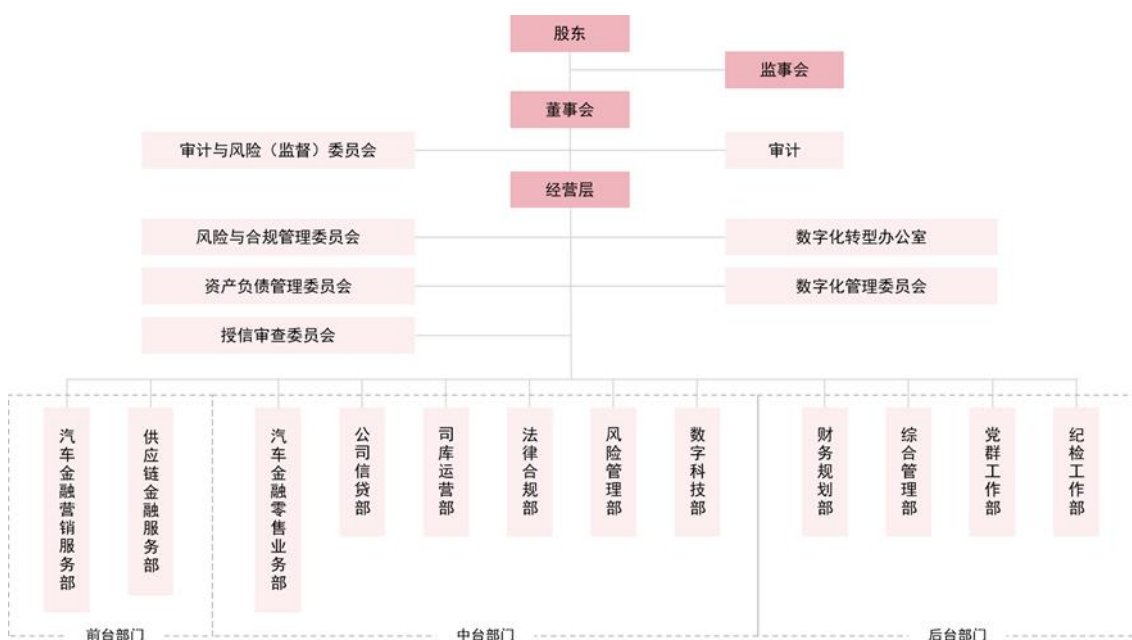 股东
监事会
董事会
审计与风险（监督）委员会
审计
经营层
风险与合规管理委员会
数字化转型办公室
资产负债管理委员会
数字化管理委员会
授信审查委员会
汽车金融营销服务部
供应链金融服务部
汽车金融零售业务部
公司信贷部
司库运营部
法律合规部
风险管理部
数字科技部
财务规划部
综合管理部
党群工作部
纪检工作部
前台部门
中台部门
后台部门